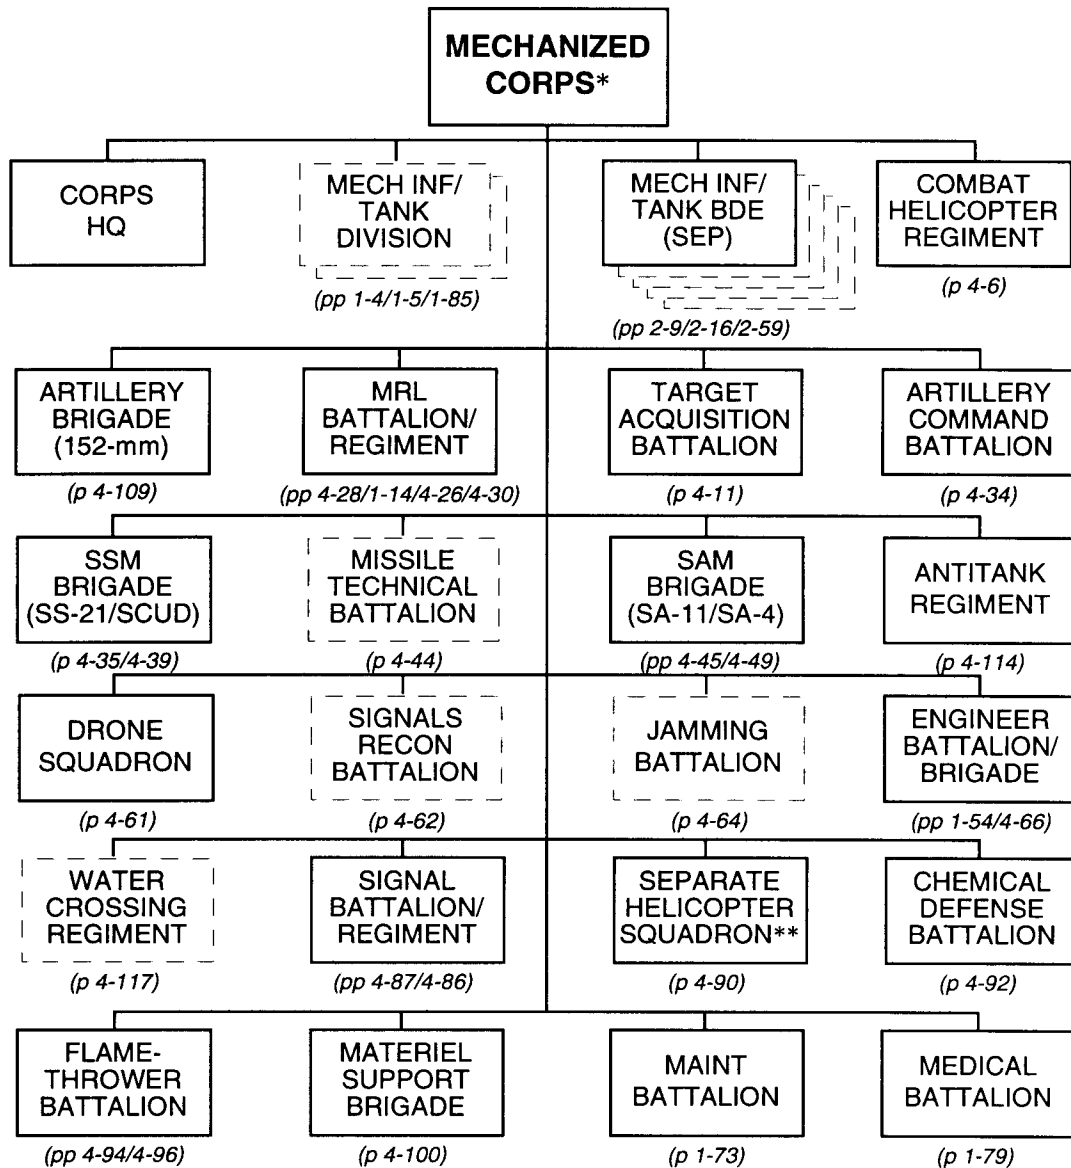 MECHANIZED
CORPS*
CORPS
HQ
MECH INF/
TANK
DIVISION
(pp 1-4/1-5/1-85)
MECH INF/
TANK BDE
(SEP)
(pp 2-9/2-16/2-59)
COMBAT
HELICOPTER
REGIMENT
(p 4-6)
ARTILLERY
BRIGADE
(152-mm)
(p 4-109)
MRL
BATTALION/
REGIMENT
(pp 4-28/1-14/4-26/4-30)
TARGET
ACQUISITION
BATTALION
(p 4-11)
ARTILLERY
COMMAND
BATTALION
(p 4-34)
SSM
BRIGADE
(SS-21/SCUD)
(p 4-35/4-39)
MISSILE
TECHNICAL
BATTALION
(p 4-44)
SAM
BRIGADE
(SA-11/SA-4)
(pp 4-45/4-49)
ANTITANK
REGIMENT
(p 4-114)
DRONE
SQUADRON
(p 4-61)
SIGNALS
RECON
BATTALION
(p 4-62)
JAMMING
BATTALION
(p 4-64)
ENGINEER
BATTALION/
BRIGADE
(pp 1-54/4-66)
WATER
CROSSING
REGIMENT
(p 4-117)
SIGNAL
BATTALION/
REGIMENT
(pp 4-87/4-86)
SEPARATE
HELICOPTER
SQUADRON**
(p 4-90)
CHEMICAL
DEFENSE
BATTALION
(p 4-92)
FLAME-
THROWER
BATTALION
(pp 4-94/4-96)
MATERIEL
SUPPORT
BRIGADE
(p 4-100)
MAINT
BATTALION
(p 1-73)
MEDICAL
BATTALION
(p 1-79)